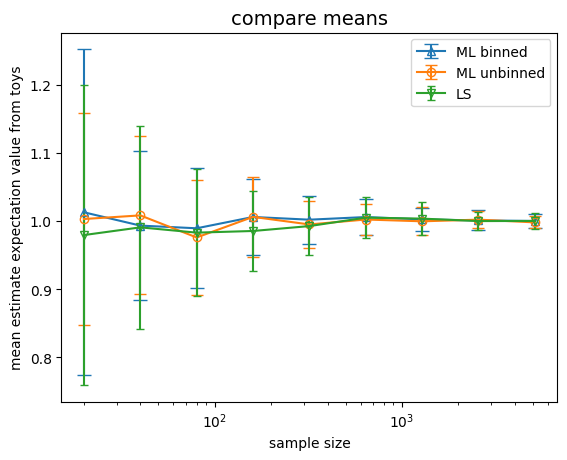 compare means
ML binned
ML unbinned
LS
mean estimate expectation value from toys
1.2
1.1
1.0
0.9
0.8
10²
10³
sample size